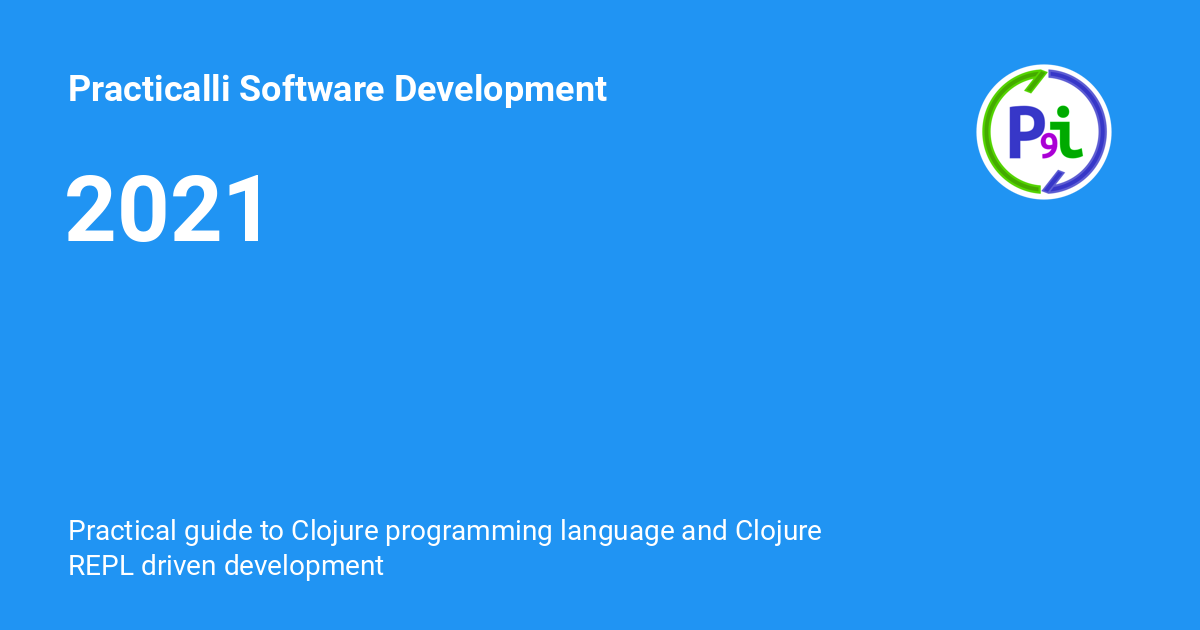 Practicalli Software Development
P9i
2021
Practical guide to Clojure programming language and Clojure
REPL driven development